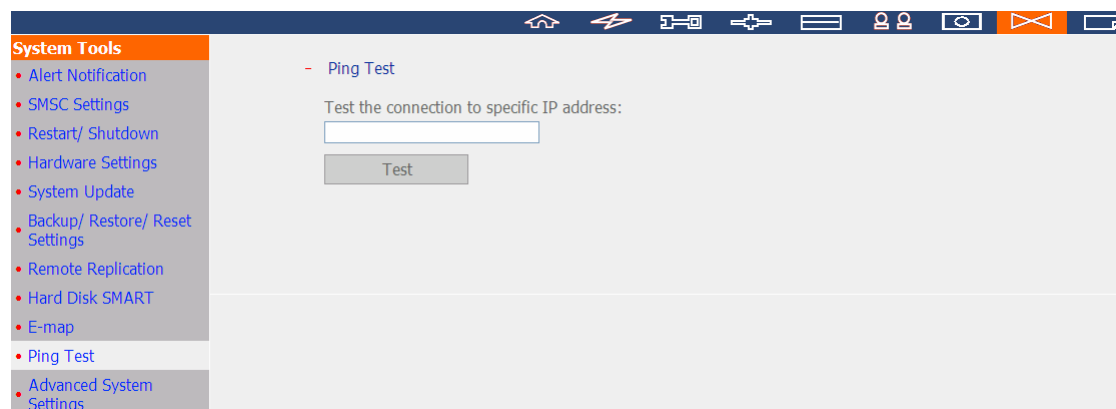 System Tools
Alert Notification
SMSC Settings
Restart/ Shutdown
Hardware Settings
System Update
Backup/ Restore/ Reset
Settings
Remote Replication
Hard Disk SMART
E-map
Ping Test
Advanced System
Settings
- Ping Test
Test the connection to specific IP address:
Test